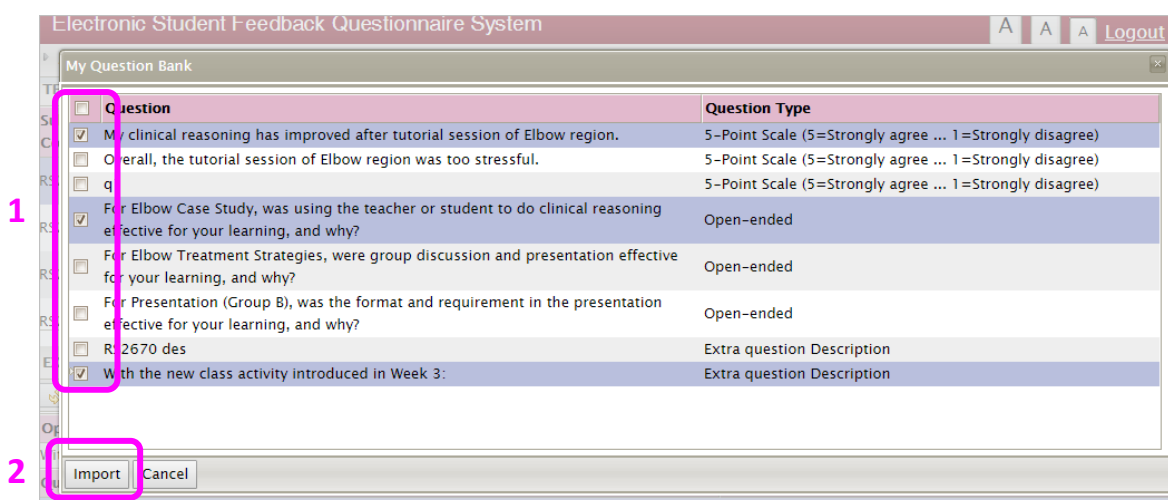 Electronic Student Feedback Questionnaire System
A A A Logout
My Question Bank
Question Question Type
My clinical reasoning has improved after tutorial session of Elbow region. 5-Point Scale (5=Strongly agree ... 1=Strongly disagree)
Overall, the tutorial session of Elbow region was too stressful. 5-Point Scale (5=Strongly agree ... 1=Strongly disagree)
q 5-Point Scale (5=Strongly agree ... 1=Strongly disagree)
1
For Elbow Case Study, was using the teacher or student to do clinical reasoning
effective for your learning, and why?
Open-ended
For Elbow Treatment Strategies, were group discussion and presentation effective
for your learning, and why?
Open-ended
For Presentation (Group B), was the format and requirement in the presentation
effective for your learning, and why?
Open-ended
RS2670 des Extra question Description
With the new class activity introduced in Week 3: Extra question Description
2
Import Cancel